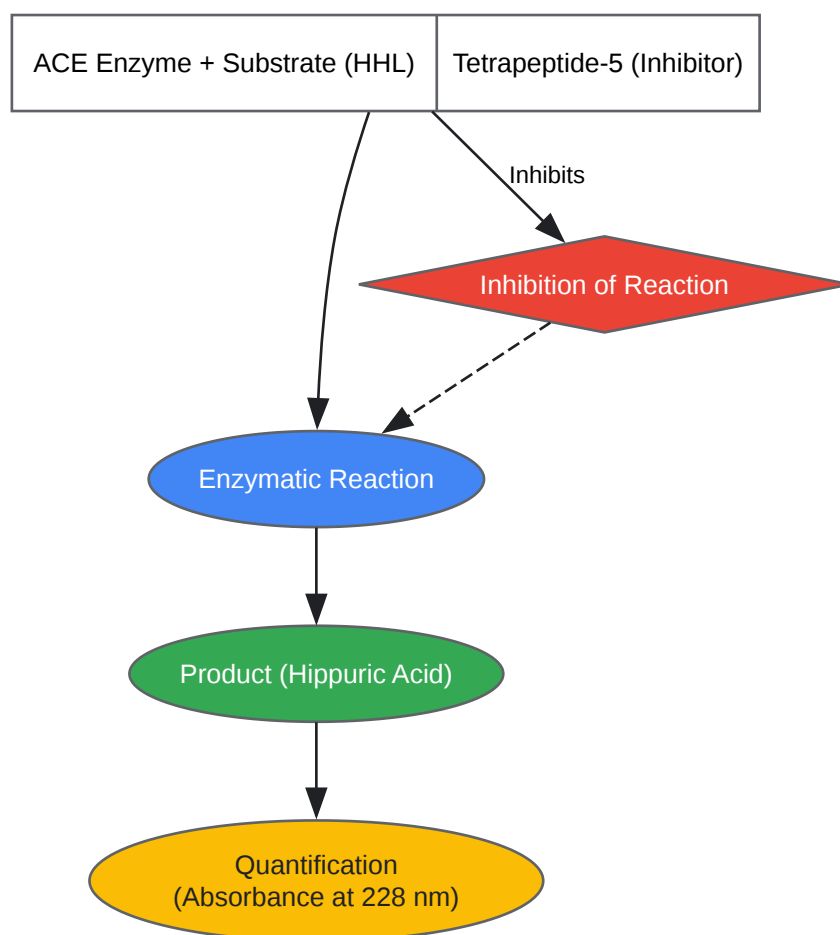 ACE Enzyme + Substrate (HHL)
Tetrapeptide-5 (Inhibitor)
Inhibits
Inhibition of Reaction
Enzymatic Reaction
Product (Hippuric Acid)
Quantification
(Absorbance at 228 nm)